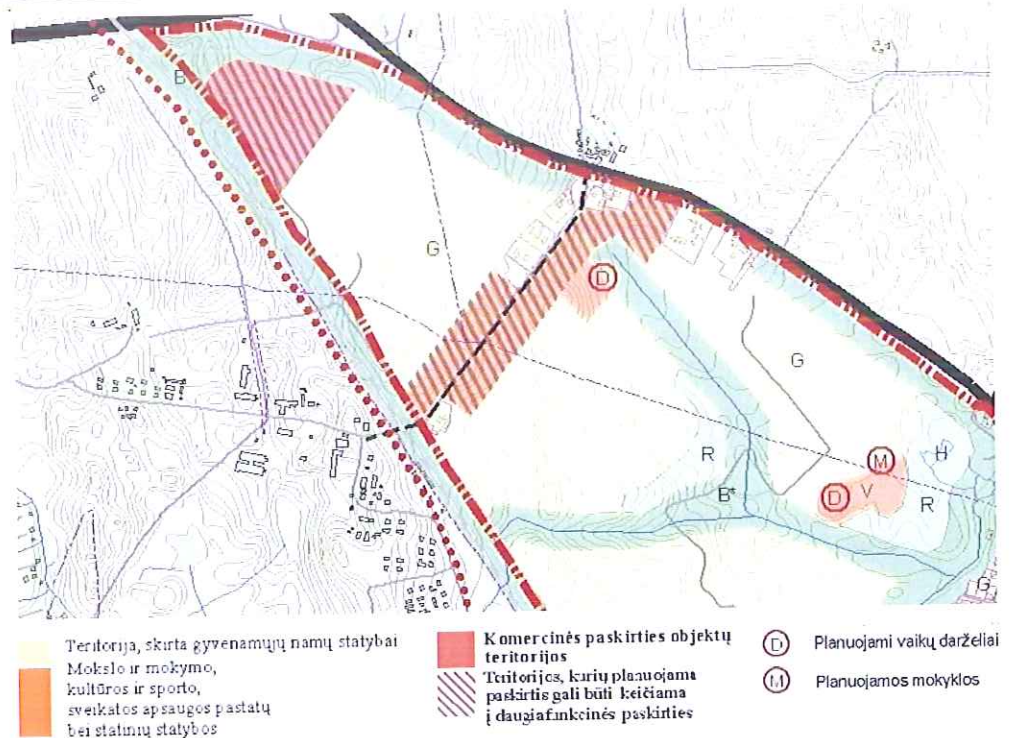 B
G
D
G
R
B*
M
H
D
V
R
G
Teritorija, skirta gyvenamųjų namų statybai
Mokslo ir mokymo,
kultūros ir sporto,
sveikatos apsaugos pastatų
bei statinių statybos
Komercinės paskirties objektų
teritorijos
Teritorijos, kurių planuojama
paskirtis gali būti keičiama
į daugiafunkcinės paskirties
D Planuojami vaikų darželiai
M Planuojamos mokyklos